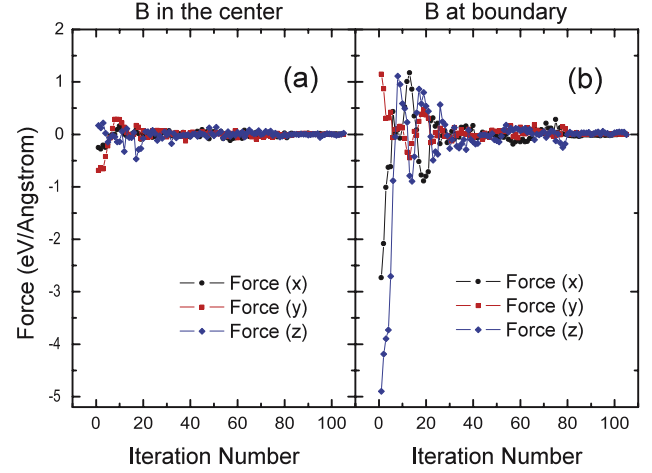 B in the center
B at boundary
(a)
(b)
2
1
0
-1
-2
-3
-4
-5
Force (eV/Angstrom)
Force (x)
Force (y)
Force (z)
Force (x)
Force (y)
Force (z)
0 20 40 60 80 100
0 20 40 60 80 100
Iteration Number
Iteration Number